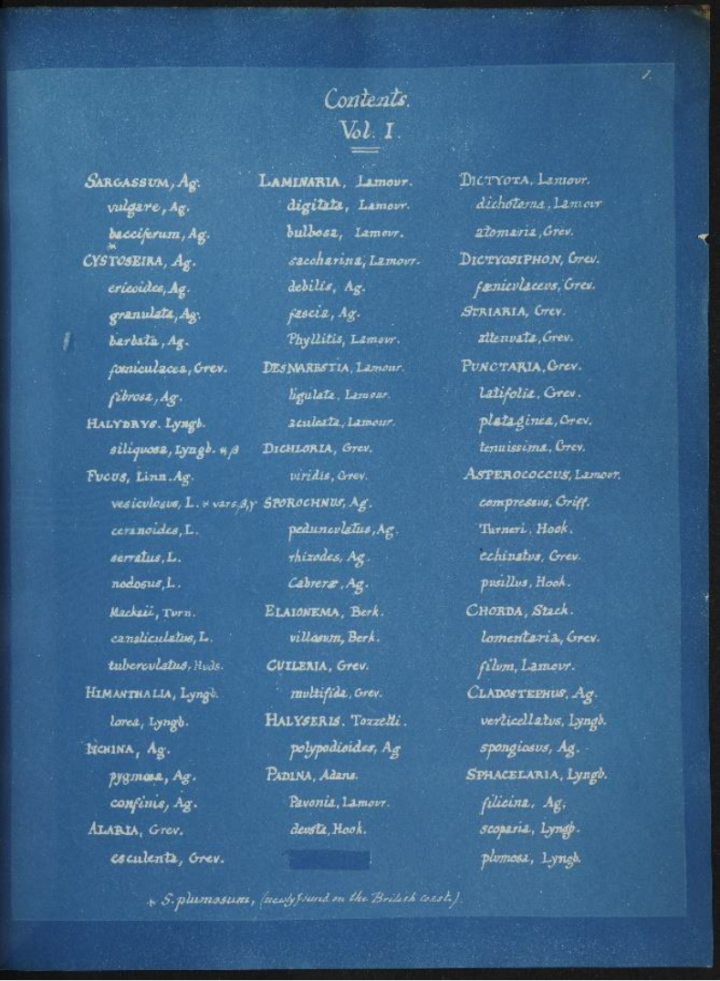 1.
Contents.
Vol. I.
SARGASSUM, Ag.
vulgare, Ag.
bacciferum, Ag.
*
CYSTOSEIRA, Ag.
ericoides, Ag.
granulata, Ag.
barbata, Ag.
fœniculacea, Grev.
fibrosa, Ag.
HALYDRYS. Lyngb.
siliquosa, Lyngb.
FUCUS, Linn. Ag.
vesiculosus, L. * vars. β,γ
ceranoides, L.
serratus, L.
nodosus, L.
Mackaii, Turn.
canaliculatus, L.
tuberculatus, Huds.
HIMANTHALIA, Lyngb.
lorea, Lyngb.
LICHINA, Ag.
pygmœa, Ag.
confinis, Ag.
ALARIA, Grev.
esculenta, Grev.
LAMINARIA, Lamour.
digitata, Lamour.
bulbosa, Lamour.
saccharina, Lamour.
debilis, Ag.
fascia, Ag.
Phyllitis, Lamour.
DESMARESTIA, Lamour.
ligulata, Lamour.
aculeata, Lamour.
DICHLORIA, Grev.
viridis, Grev.
SPOROCHNUS, Ag.
pedunculatus, Ag.
rhizodes, Ag.
Cabreræ, Ag.
ELAIONEMA, Berk.
villosum, Berk.
CUTLERIA, Grev.
multifida, Grev.
HALYSERIS. Tozzetti.
polypodioides, Ag
PADINA, Adans.
Pavonia, Lamour.
deusta, Hook.
DICTYOTA, Lamour.
dichotoma, Lamour
atomaria, Grev.
DICTYOSIPHON, Grev.
fœniculaceus, Grev.
STRIARIA, Grev.
attenuata, Grev.
PUNCTARIA, Grev.
latifolia, Grev.
plataginea, Grev.
tenuissima, Grev.
ASPEROCOCCUS, Lamour.
compressus, Griff.
Turneri, Hook.
echinatus, Grev.
pusillus, Hook.
CHORDA, Stack.
lomentaria, Grev.
filum, Lamour.
CLADOSTEPHUS, Ag.
verticellatus, Lyngb.
spongiosus, Ag.
SPHACELARIA, Lyngb.
filicina, Ag.
scoparia, Lyngb.
plumosa, Lyngb.
* S. plumosum, (newly found on the British coast).